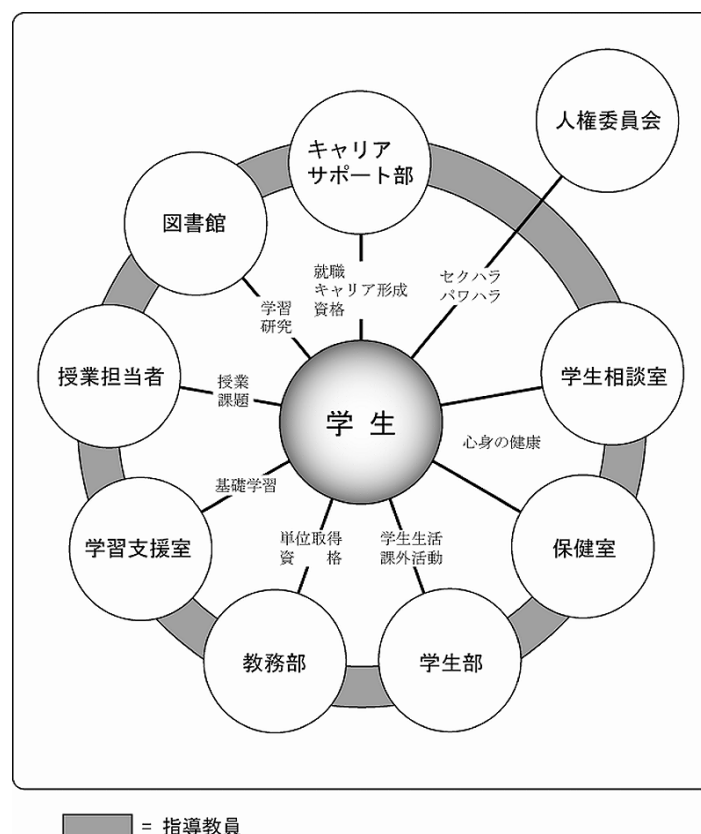 キャリア
サポート部
人権委員会
図書館
就職
キャリア形成
資格
セクハラ
パワハラ
学習
研究
授業担当者
授業
課題
学生
学生相談室
心身の健康
基礎学習
学習支援室
単位取得
資格
学生生活
課外活動
保健室
教務部
学生部
= 指導教員